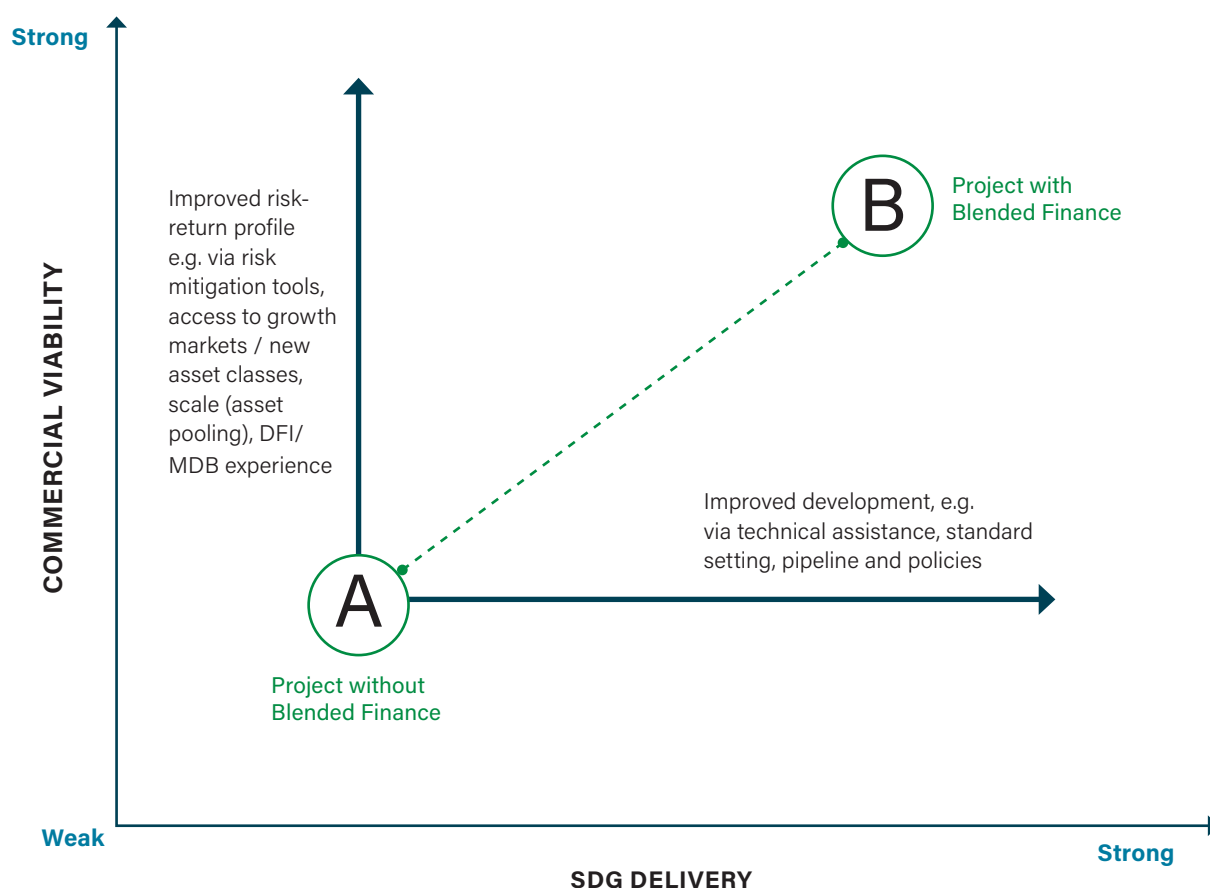 Strong
COMMERCIAL VIABILITY
Improved risk-
return profile
e.g. via risk
mitigation tools,
access to growth
markets / new
asset classes,
scale (asset
pooling), DFI/
MDB experience
B
Project with
Blended Finance
Improved development, e.g.
via technical assistance, standard
setting, pipeline and policies
A
Project without
Blended Finance
Weak
Strong
SDG DELIVERY